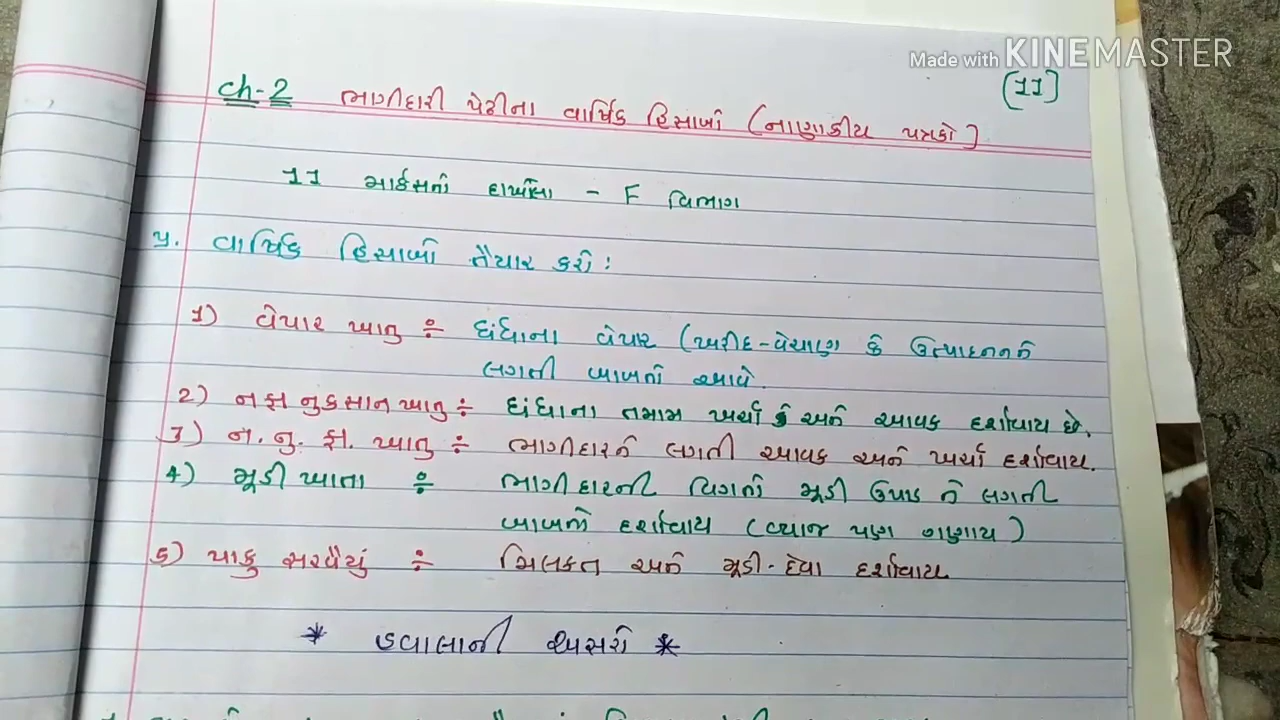 Made with KINEMASTER
Ch-2 ભાગીદારી પેઢીના વાર્ષિક હિસાબો (નાણાકીય પત્રકો)
[11]
11 માર્કસનો દાખલો - F વિભાગ
પ્ર. વાર્ષિક હિસાબો તૈયાર કરો :
1) વેપાર ખાતુ ÷ ધંધાના વેપાર (ખરીદ-વેચાણ કે ઉત્પાદનને
લગતી બાબતો આવે.
2) નફા નુકસાન ખાતુ ÷ ધંધાના તમામ ખર્ચા અને આવક દર્શાવાય છે.
3) ન. નુ. ફા. ખાતુ ÷ ભાગીદારને લગતી આવક અને ખર્ચા દર્શાવાય.
4) મૂડી ખાતા ÷ ભાગીદારની વિગતો મૂડી ઉપાડ ને લગતી
બાબતો દર્શાવાય (વ્યાજ પણ ગણાય)
5) પાકુ સરવૈયું ÷ મિલકત અને મૂડી-દેવા દર્શાવાય
* હવાલાની અસરો *